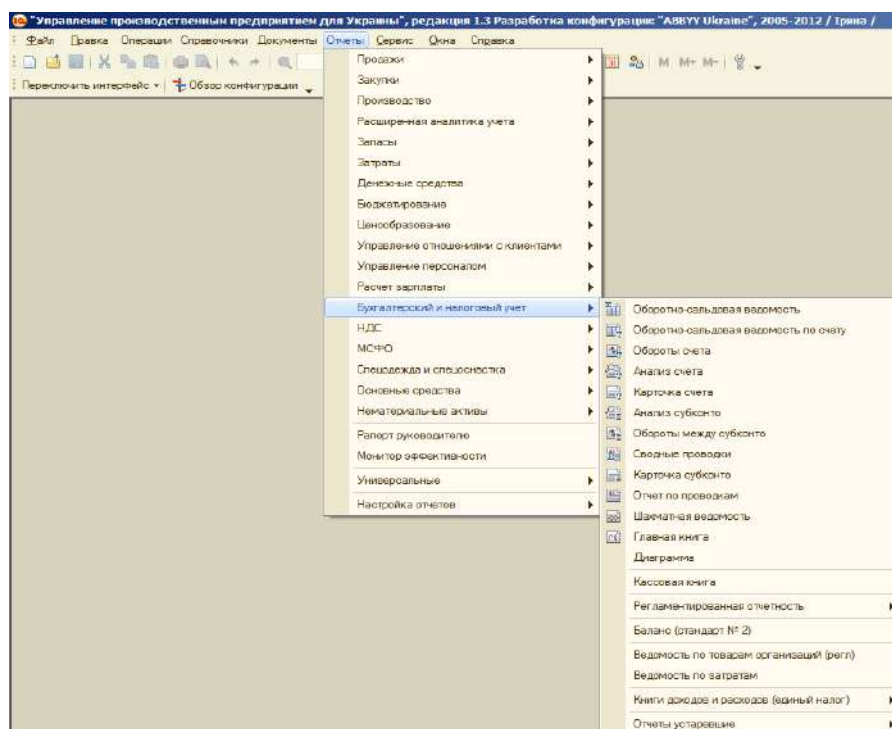 "Управление производственным предприятием для Украины", редакция 1.3 Разработка конфигурации: "ABBYY Ukraine", 2005-2012 / Ірина /
Файл Правка Операции Справочники Документы Отчеты Сервис Окна Справка
M M+ M-
Переключить интерфейс Обзор конфигурации
Продажи
Закупки
Производство
Расширенная аналитика учета
Запасы
Затраты
Денежные средства
Бюджетирование
Ценообразование
Управление отношениями с клиентами
Управление персоналом
Расчет зарплаты
Бухгалтерский и налоговый учет
НДС
МСФО
Спецодежда и спецоснастка
Основные средства
Нематериальные активы
Рапорт руководителю
Монитор эффективности
Универсальные
Настройка отчетов
Оборотно-сальдовая ведомость
Оборотно-сальдовая ведомость по счету
Обороты счета
Анализ счета
Карточка счета
Анализ субконто
Обороты между субконто
Сводные проводки
Карточка субконто
Отчет по проводкам
Шахматная ведомость
Главная книга
Диаграмма
Кассовая книга
Регламентированная отчетность
Баланс (стандарт № 2)
Ведомость по товарам организаций (регл)
Ведомость по затратам
Книги доходов и расходов (единый налог)
Отчеты устаревшие